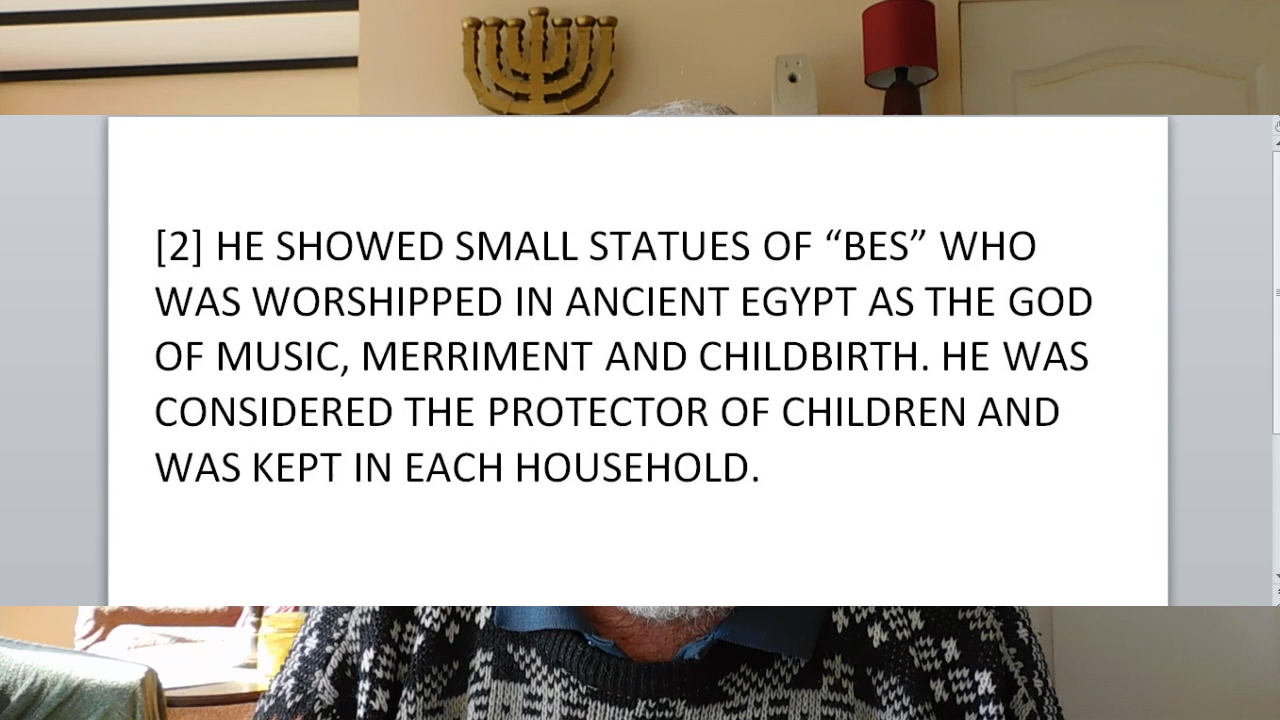 [2] HE SHOWED SMALL STATUES OF “BES” WHO
WAS WORSHIPPED IN ANCIENT EGYPT AS THE GOD
OF MUSIC, MERRIMENT AND CHILDBIRTH. HE WAS
CONSIDERED THE PROTECTOR OF CHILDREN AND
WAS KEPT IN EACH HOUSEHOLD.